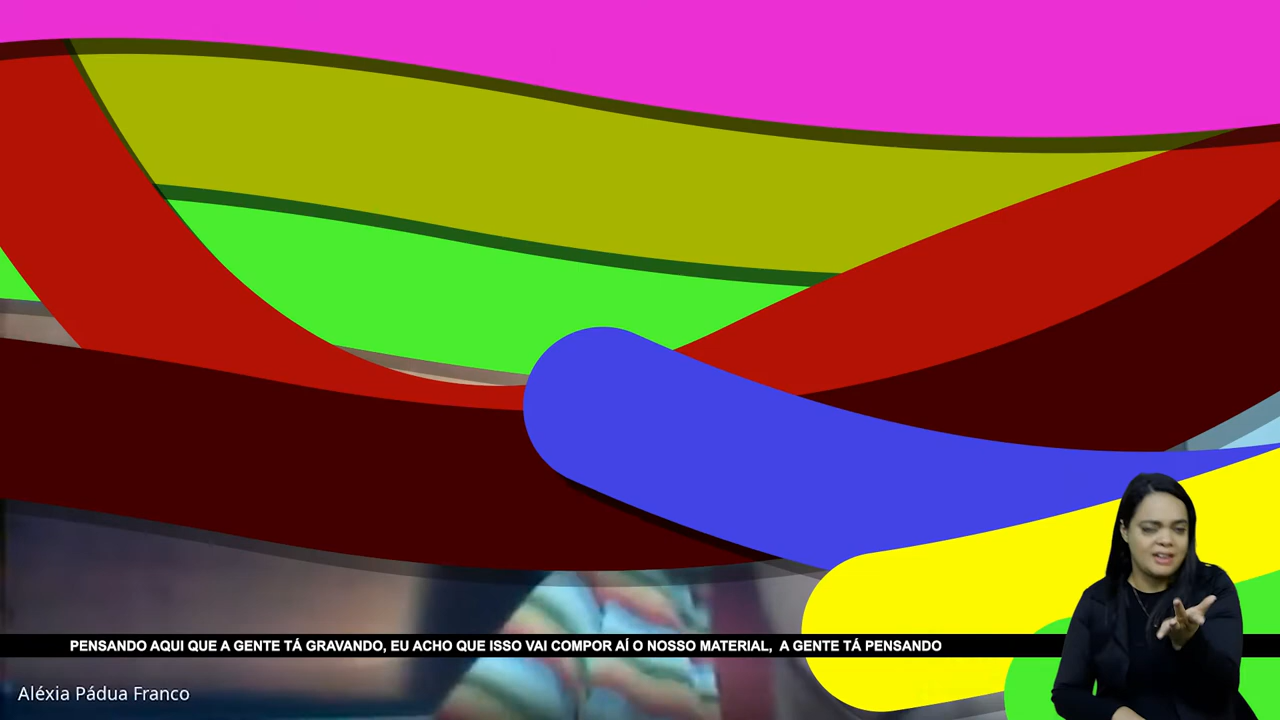 PENSANDO AQUI QUE A GENTE TÁ GRAVANDO, EU ACHO QUE ISSO VAI COMPOR AÍ O NOSSO MATERIAL, A GENTE TÁ PENSANDO
Aléxia Pádua Franco